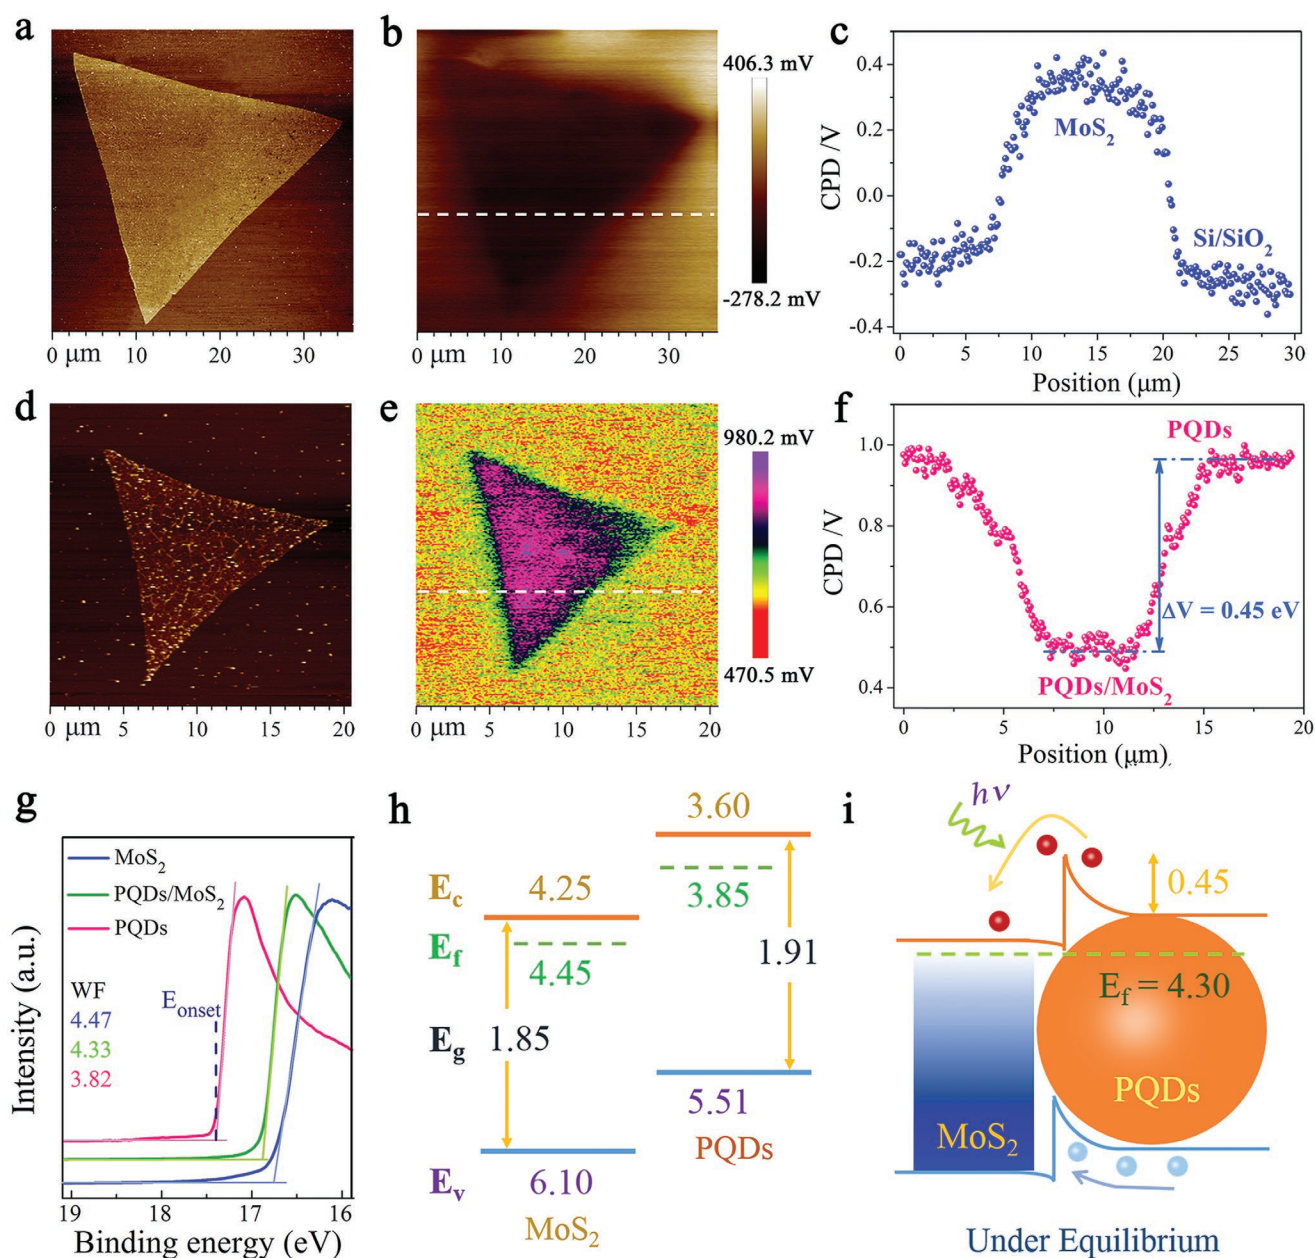 a
0 μm 10 20 30
b
406.3 mV
-278.2 mV
0 μm 10 20 30
c
CPD /V
0.4
0.2
0.0
-0.2
-0.4
MoS2
Si/SiO2
0 5 10 15 20 25 30
Position (μm)
d
0 μm 5 10 15 20
e
980.2 mV
470.5 mV
0 μm 5 10 15 20
f
CPD /V
1.0
0.8
0.6
0.4
PQDs
ΔV = 0.45 eV
PQDs/MoS2
0 5 10 15 20
Position (μm)
g
Intensity (a.u.)
MoS2
PQDs/MoS2
PQDs
WF
4.47
4.33
3.82
Eonset
19 18 17 16
Binding energy (eV)
h
3.60
Ec 4.25
3.85
Ef
4.45
1.91
Eg 1.85
5.51
PQDs
Ev 6.10
MoS2
i
hν
0.45
Ef = 4.30
PQDs
MoS2
Under Equilibrium